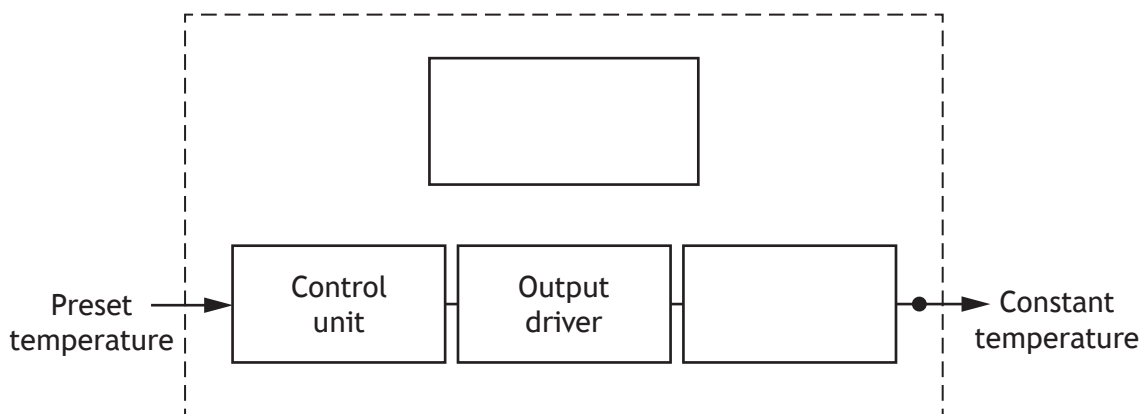 Preset
temperature
Control
unit
Output
driver
Constant
temperature